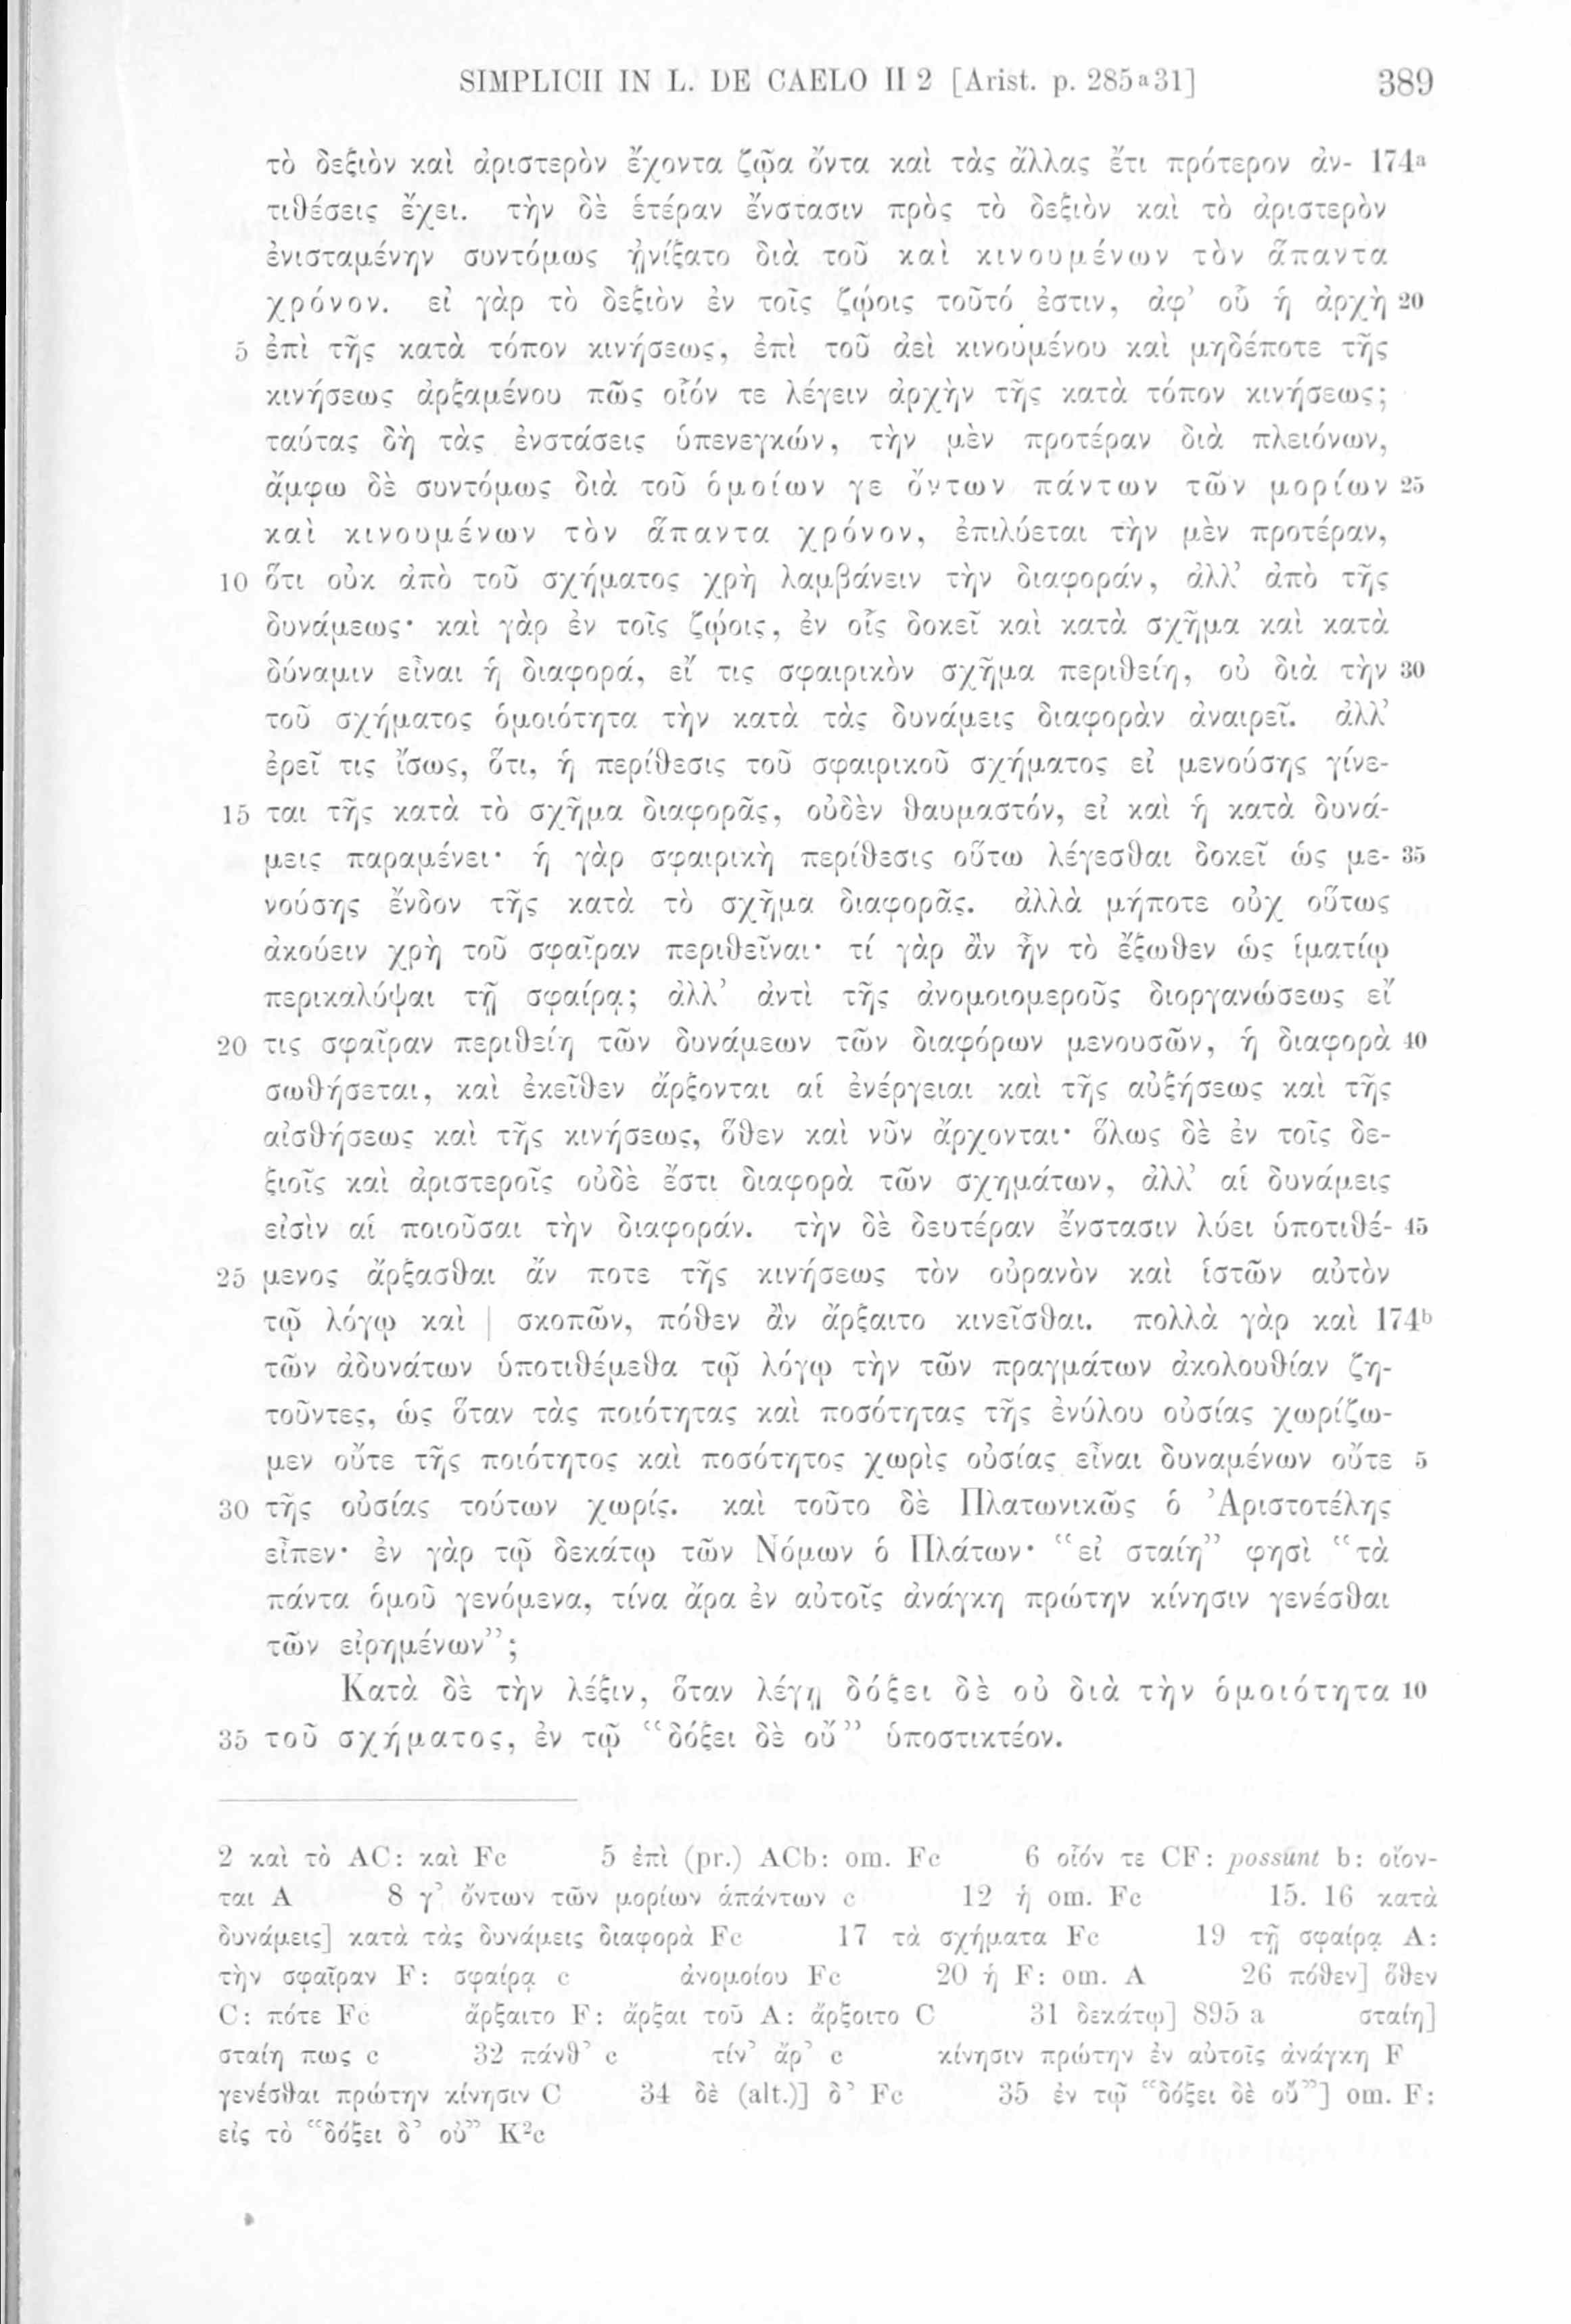 SIMPLICII IN L. DE CAELO II 2 [Arist. p. 285a31] 389
τὸ δεξιὸν καὶ ἀριστερὸν ἔχοντα ζῷα ὄντα καὶ τὰς ἄλλας ἔτι πρότερον ἀν- 174a
τιθέσεις ἔχει. τὴν δὲ ἑτέραν ἔνστασιν πρὸς τὸ δεξιὸν καὶ τὸ ἀριστερὸν
ἐνισταμένην συντόμως ᾐνίξατο διὰ τοῦ καὶ κινουμένων τὸν ἅπαντα
χρόνον. εἰ γὰρ τὸ δεξιὸν ἐν τοῖς ζῴοις τοῦτό ἐστιν, ἀφ’ οὗ ἡ ἀρχὴ 20
5 ἐπὶ τῆς κατὰ τόπον κινήσεως, ἐπὶ τοῦ ἀεὶ κινουμένου καὶ μηδέποτε τῆς
κινήσεως ἀρξαμένου πῶς οἷόν τε λέγειν ἀρχὴν τῆς κατὰ τόπον κινήσεως;
ταύτας δὴ τὰς ἐνστάσεις ὑπενεγκών, τὴν μὲν προτέραν διὰ πλειόνων,
ἄμφω δὲ συντόμως διὰ τοῦ ὁμοίων γε ὄντων πάντων τῶν μορίων 25
καὶ κινουμένων τὸν ἅπαντα χρόνον, ἐπιλύεται τὴν μὲν προτέραν,
10 ὅτι οὐκ ἀπὸ τοῦ σχήματος χρὴ λαμβάνειν τὴν διαφοράν, ἀλλ’ ἀπὸ τῆς
δυνάμεως· καὶ γὰρ ἐν τοῖς ζῴοις, ἐν οἷς δοκεῖ καὶ κατὰ σχῆμα καὶ κατὰ
δύναμιν εἶναι ἡ διαφορά, εἴ τις σφαιρικὸν σχῆμα περιθείη, οὐ διὰ τὴν 30
τοῦ σχήματος ὁμοιότητα τὴν κατὰ τὰς δυνάμεις διαφορὰν ἀναιρεῖ. ἀλλ’
ἐρεῖ τις ἴσως, ὅτι, ἡ περίθεσις τοῦ σφαιρικοῦ σχήματος εἰ μενούσης γίνε-
15 ται τῆς κατὰ τὸ σχῆμα διαφορᾶς, οὐδὲν θαυμαστόν, εἰ καὶ ἡ κατὰ δυνά-
μεις παραμένει· ἡ γὰρ σφαιρικὴ περίθεσις οὕτω λέγεσθαι δοκεῖ ὡς με- 35
νούσης ἔνδον τῆς κατὰ τὸ σχῆμα διαφορᾶς. ἀλλὰ μήποτε οὐχ οὕτως
ἀκούειν χρὴ τοῦ σφαῖραν περιθεῖναι· τί γὰρ ἂν ἦν τὸ ἔξωθεν ὡς ἱματίῳ
περικαλύψαι τῇ σφαίρᾳ; ἀλλ’ ἀντὶ τῆς ἀνομοιομεροῦς διοργανώσεως εἴ
20 τις σφαῖραν περιθείη τῶν δυνάμεων τῶν διαφόρων μενουσῶν, ἡ διαφορὰ 40
σωθήσεται, καὶ ἐκεῖθεν ἄρξονται αἱ ἐνέργειαι καὶ τῆς αὐξήσεως καὶ τῆς
αἰσθήσεως καὶ τῆς κινήσεως, ὅθεν καὶ νῦν ἄρχονται· ὅλως δὲ ἐν τοῖς δε-
ξιοῖς καὶ ἀριστεροῖς οὐδὲ ἔστι διαφορὰ τῶν σχημάτων, ἀλλ’ αἱ δυνάμεις
εἰσὶν αἱ ποιοῦσαι τὴν διαφοράν. τὴν δὲ δευτέραν ἔνστασιν λύει ὑποτιθέ- 45
25 μενος ἄρξασθαι ἄν ποτε τῆς κινήσεως τὸν οὐρανὸν καὶ ἱστῶν αὐτὸν
τῷ λόγῳ καὶ | σκοπῶν, πόθεν ἂν ἄρξαιτο κινεῖσθαι. πολλὰ γὰρ καὶ 174b
τῶν ἀδυνάτων ὑποτιθέμεθα τῷ λόγῳ τὴν τῶν πραγμάτων ἀκολουθίαν ζη-
τοῦντες, ὡς ὅταν τὰς ποιότητας καὶ ποσότητας τῆς ἐνύλου οὐσίας χωρίζω-
μεν οὔτε τῆς ποιότητος καὶ ποσότητος χωρὶς οὐσίας εἶναι δυναμένων οὔτε 5
30 τῆς οὐσίας τούτων χωρίς. καὶ τοῦτο δὲ Πλατωνικῶς ὁ Ἀριστοτέλης
εἶπεν· ἐν γὰρ τῷ δεκάτῳ τῶν Νόμων ὁ Πλάτων· “εἰ σταίη” φησὶ “τὰ
πάντα ὁμοῦ γενόμενα, τίνα ἄρα ἐν αὐτοῖς ἀνάγκη πρώτην κίνησιν γενέσθαι
τῶν εἰρημένων”;
Κατὰ δὲ τὴν λέξιν, ὅταν λέγῃ δόξει δὲ οὐ διὰ τὴν ὁμοιότητα 10
35 τοῦ σχήματος, ἐν τῷ “δόξει δὲ οὔ” ὑποστικτέον.
2 καὶ τὸ AC: καὶ Fc 5 ἐπὶ (pr.) ACb: om. Fc 6 οἷόν τε CF: possunt b: οἴον-
ται A 8 γ’ ὄντων τῶν μορίων ἁπάντων c 12 ἡ om. Fc 15. 16 κατὰ
δυνάμεις] κατὰ τὰς δυνάμεις διαφορὰ Fc 17 τὰ σχήματα Fc 19 τῇ σφαίρᾳ A:
τὴν σφαῖραν F: σφαίρᾳ c ἀνομοίου Fc 20 ἡ F: om. A 26 πόθεν] ὅθεν
C: πότε Fc ἄρξαιτο F: ἄρξαι τοῦ A: ἄρξοιτο C 31 δεκάτῳ] 895 a σταίη]
σταίη πως c 32 πάνθ’ c τίν’ ἄρ’ c κίνησιν πρώτην ἐν αὐτοῖς ἀνάγκη F
γενέσθαι πρώτην κίνησιν C 34 δὲ (alt.)] δ’ Fc 35 ἐν τῷ “δόξει δὲ οὔ”] om. F:
εἰς τὸ “δόξει δ’ οὐ” K²c